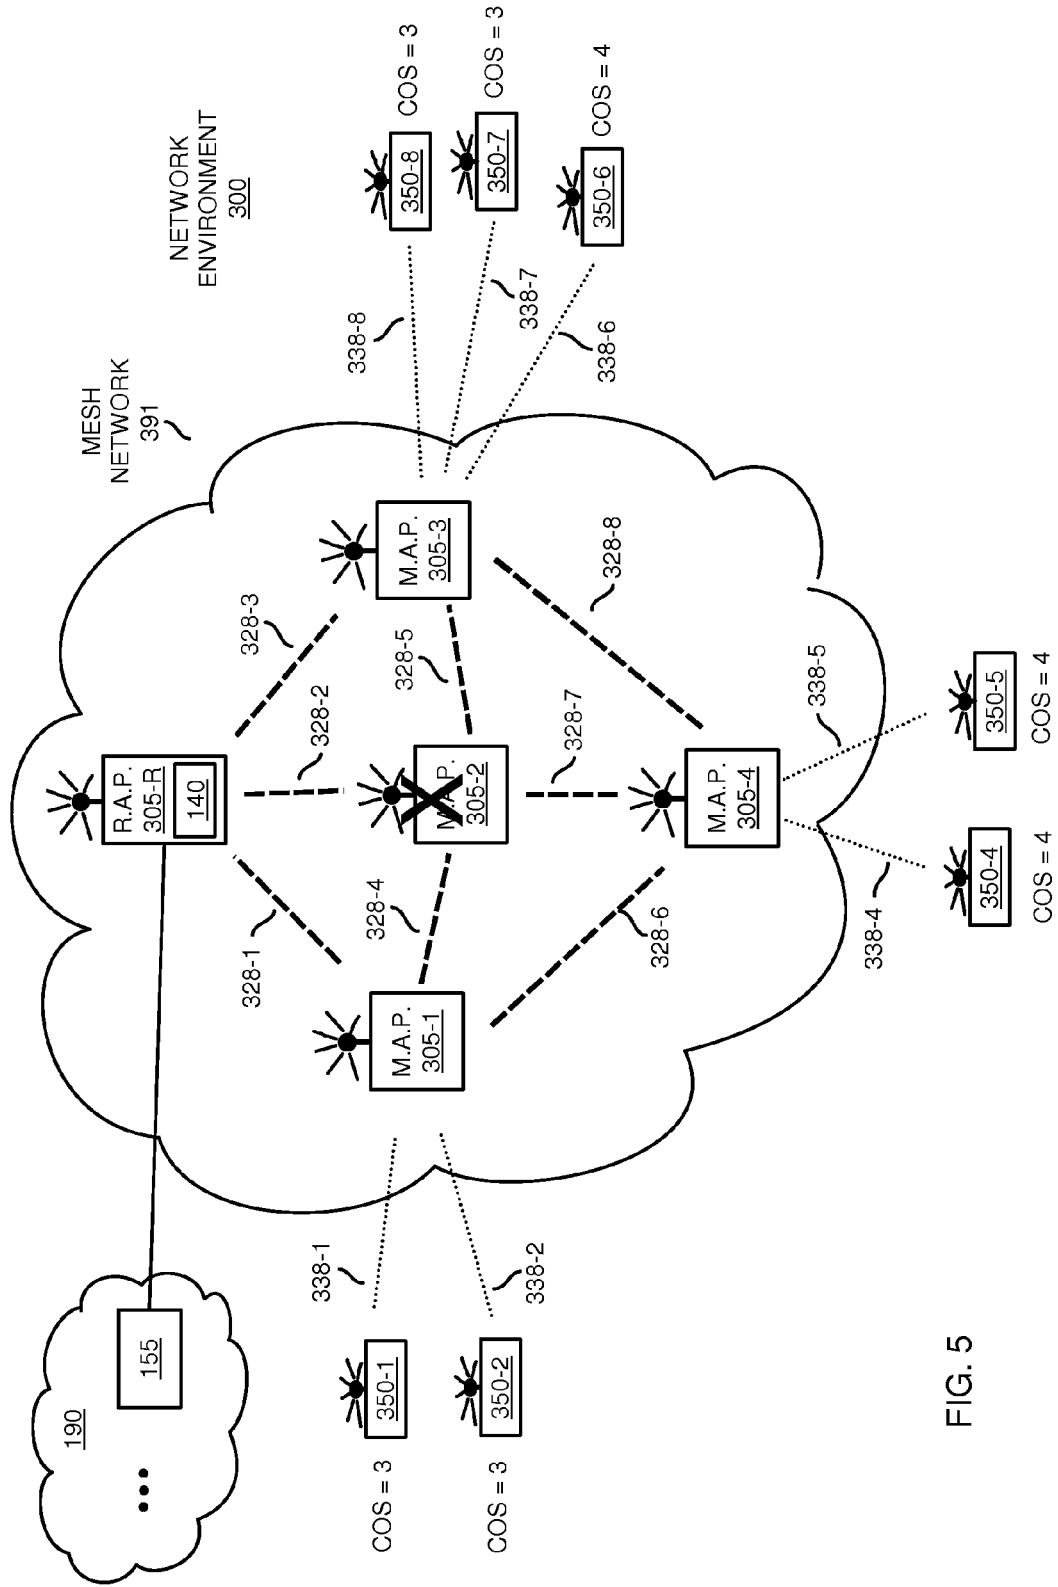 NETWORK
ENVIRONMENT
300
MESH
NETWORK
391
190
155
R.A.P.
305-R
140
328-1
328-2
328-3
M.A.P.
305-1
M.A.P.
305-2
M.A.P.
305-3
328-4
328-5
328-6
328-7
328-8
M.A.P.
305-4
338-1
338-2
350-1
COS = 3
350-2
COS = 3
338-8
338-7
338-6
350-8
COS = 3
350-7
COS = 3
350-6
COS = 4
338-4
338-5
350-4
COS = 4
350-5
COS = 4
FIG. 5